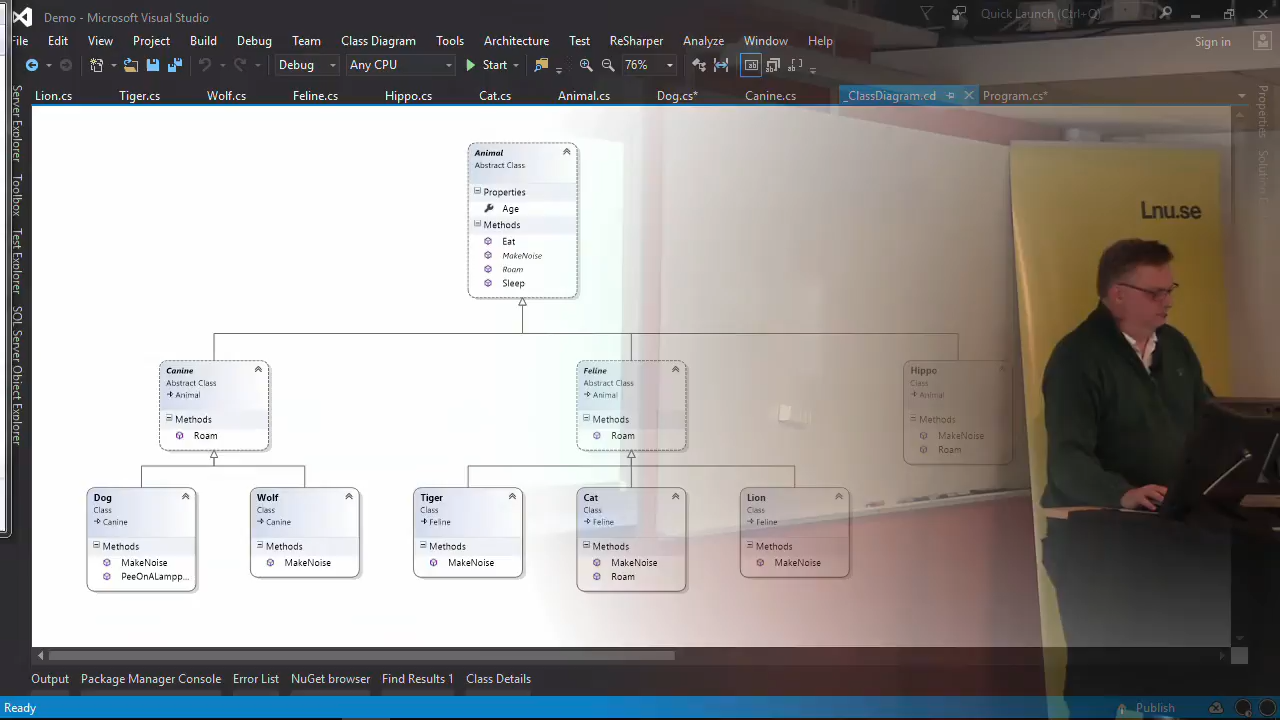 Demo - Microsoft Visual Studio
Quick Launch (Ctrl+Q)
File Edit View Project Build Debug Team Class Diagram Tools Architecture Test ReSharper Analyze Window Help
Sign in
Debug Any CPU Start 76%
Lion.cs Tiger.cs Wolf.cs Feline.cs Hippo.cs Cat.cs Animal.cs Dog.cs* Canine.cs _ClassDiagram.cd Program.cs*
Server Explorer
Toolbox
Test Explorer
SQL Server Object Explorer
Properties
Animal
Abstract Class
Properties
Age
Methods
Eat
MakeNoise
Roam
Sleep
Lnu.se
Canine
Abstract Class
Animal
Methods
Roam
Feline
Abstract Class
Animal
Methods
Roam
Hippo
Class
Animal
Methods
MakeNoise
Roam
Dog
Class
Canine
Methods
MakeNoise
PeeOnALampp...
Wolf
Class
Canine
Methods
MakeNoise
Tiger
Class
Feline
Methods
MakeNoise
Cat
Class
Feline
Methods
MakeNoise
Roam
Lion
Class
Feline
Methods
MakeNoise
Output Package Manager Console Error List NuGet browser Find Results 1 Class Details
Ready
Publish